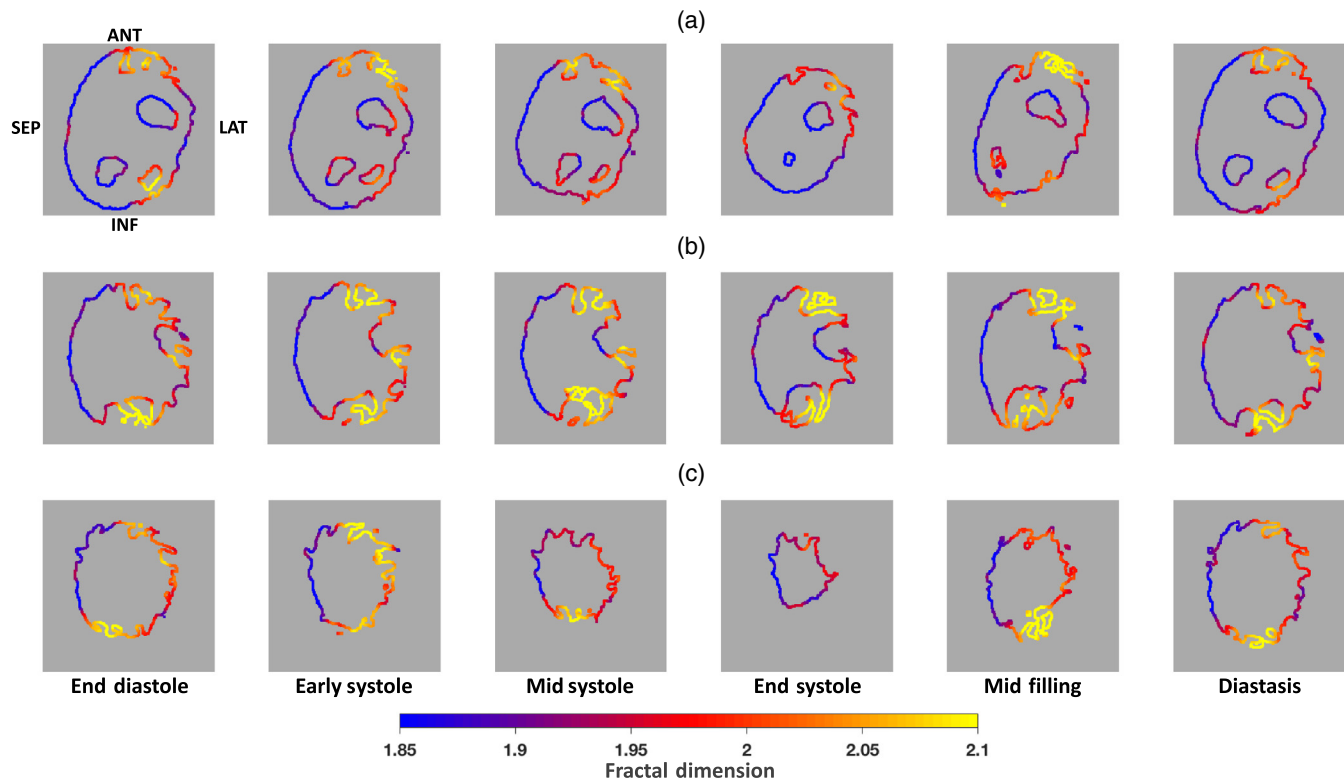 (a)
ANT
SEP
LAT
INF
(b)
(c)
End diastole Early systole Mid systole End systole Mid filling Diastasis
1.85 1.9 1.95 2 2.05 2.1
Fractal dimension